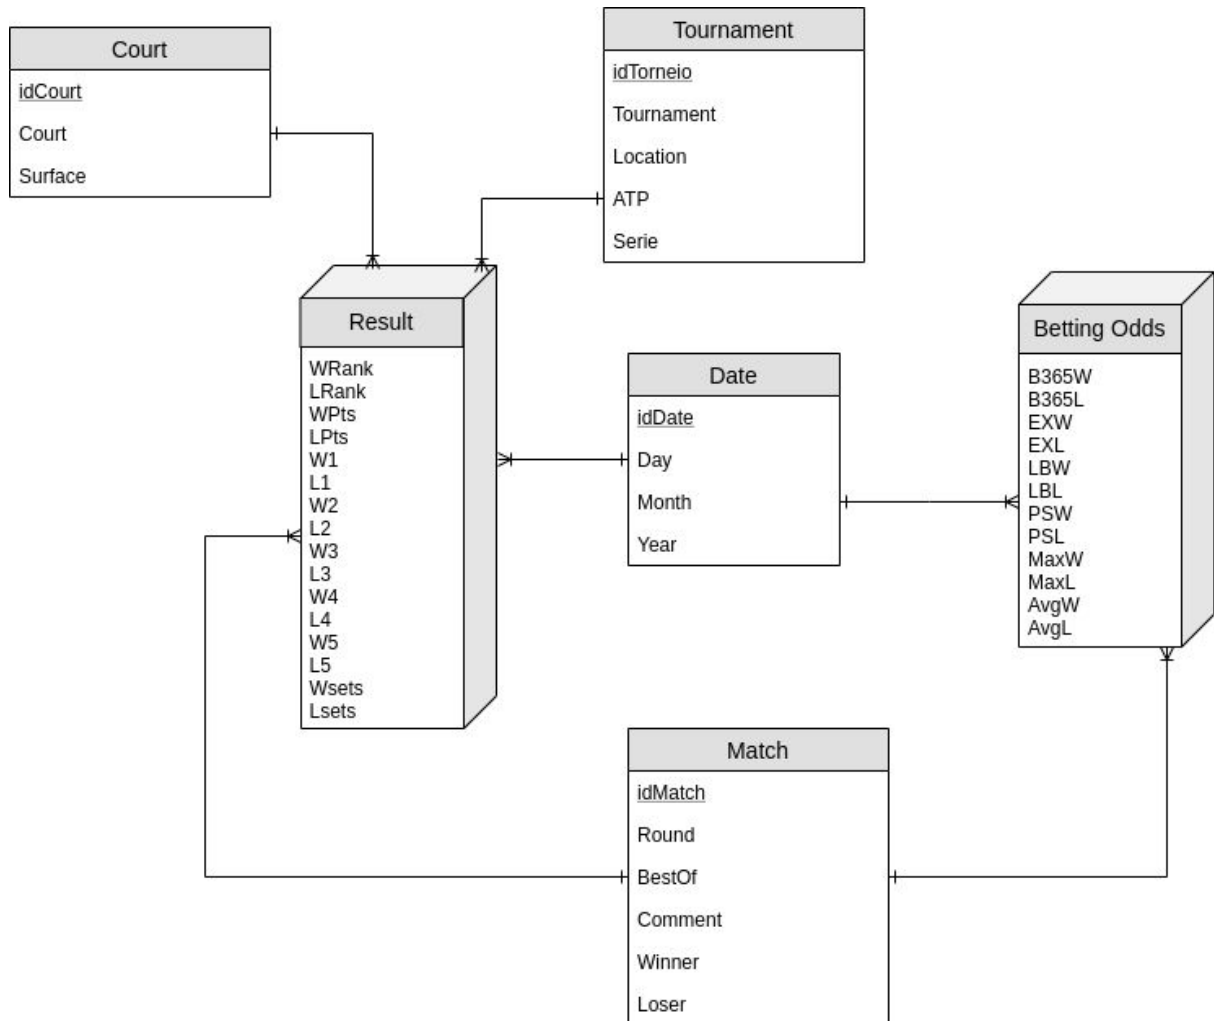 Court
idCourt
Court
Surface
Tournament
idTorneio
Tournament
Location
ATP
Serie
Result
WRank
LRank
WPts
LPts
W1
L1
W2
L2
W3
L3
W4
L4
W5
L5
Wsets
Lsets
Date
idDate
Day
Month
Year
Betting Odds
B365W
B365L
EXW
EXL
LBW
LBL
PSW
PSL
MaxW
MaxL
AvgW
AvgL
Match
idMatch
Round
BestOf
Comment
Winner
Loser